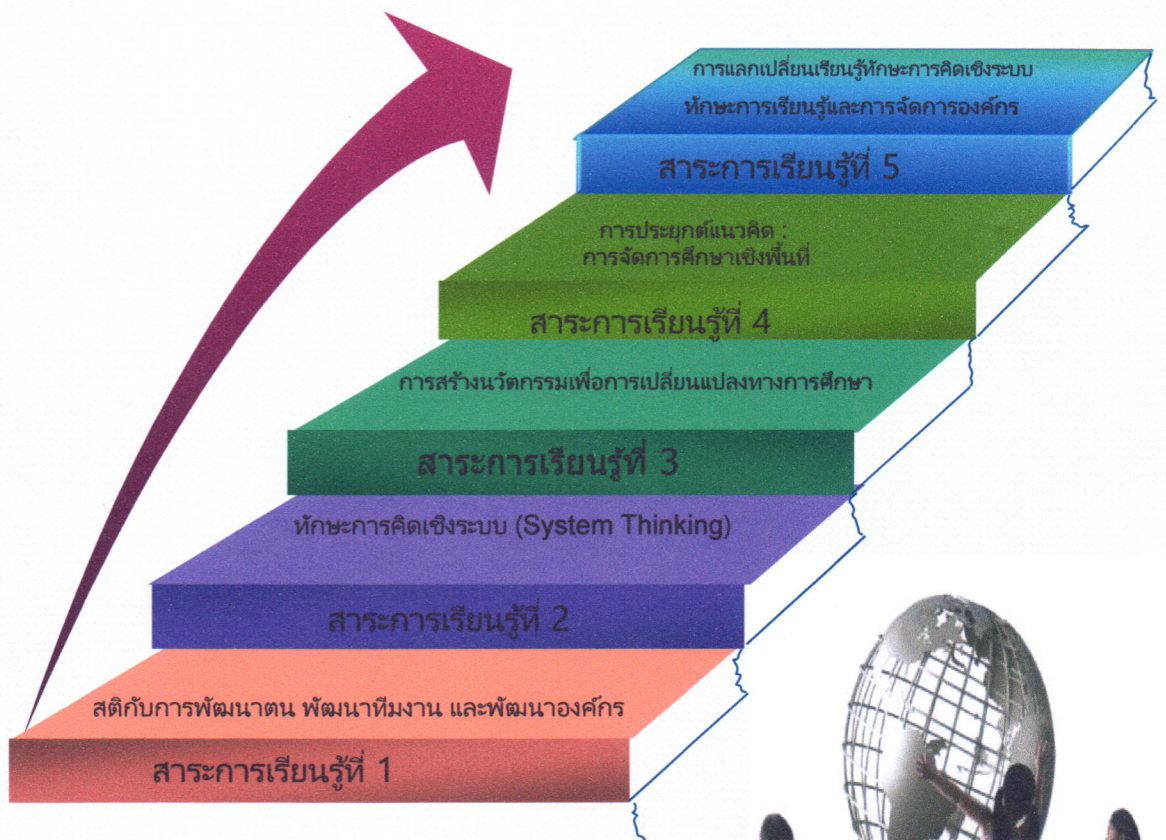 การแลกเปลี่ยนเรียนรู้ทักษะการคิดเชิงระบบ
ทักษะการเรียนรู้และการจัดการองค์กร
สาระการเรียนรู้ที่ 5
การประยุกต์แนวคิด :
การจัดการศึกษาเชิงพื้นที่
สาระการเรียนรู้ที่ 4
การสร้างนวัตกรรมเพื่อการเปลี่ยนแปลงทางการศึกษา
สาระการเรียนรู้ที่ 3
ทักษะการคิดเชิงระบบ (System Thinking)
สาระการเรียนรู้ที่ 2
สติกับการพัฒนาตน พัฒนาทีมงาน และพัฒนาองค์กร
สาระการเรียนรู้ที่ 1